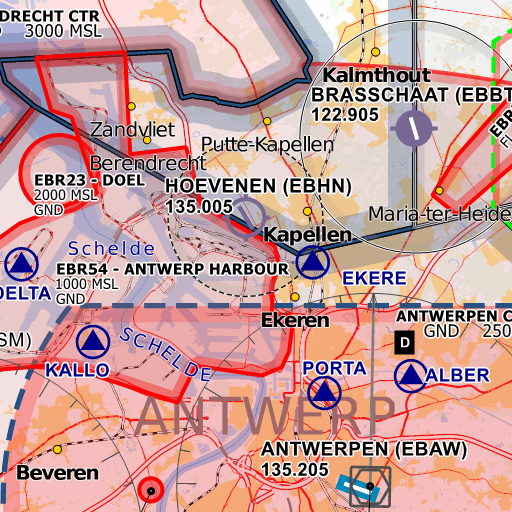 DRECHT CTR
3000 MSL
Kalmthout
BRASSCHAAT (EBBT
122.905
EBR
Zandvliet
Putte-Kapellen
Berendrecht
EBR23 - DOEL
2000 MSL
GND
HOEVENEN (EBHN)
135.005
Maria-ter-Heide
Kapellen
Schelde
EBR54 - ANTWERP HARBOUR
1000 MSL
GND
EKERE
DELTA
Ekeren
ANTWERPEN C
GND 250
D
SM)
SCHELDE
KALLO
PORTA
ALBER
ANTWERP
ANTWERPEN (EBAW)
135.205
Beveren